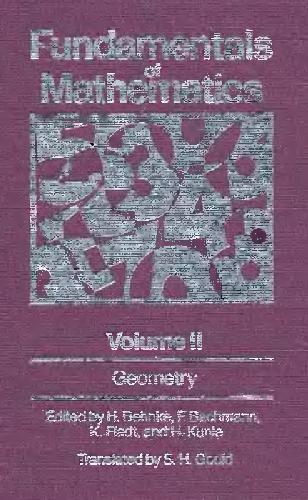 Fundamentals
of
Mathematics
Volume II
Geometry
Edited by H. Behnke, F. Bachmann,
K. Fladt, and H. Kunle
Translated by S. H. Gould